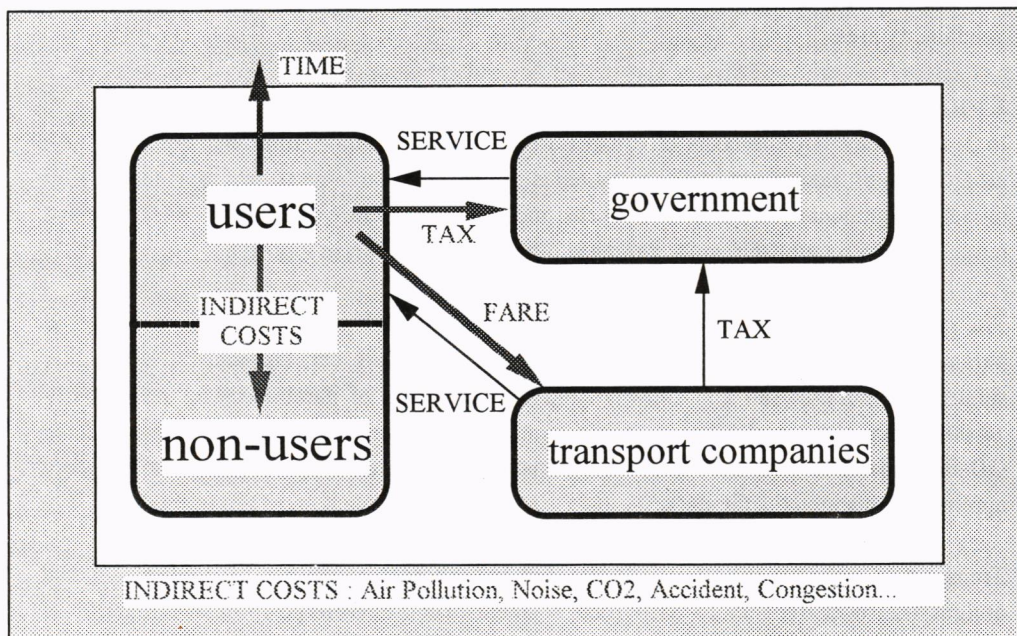 TIME
SERVICE
users
government
TAX
INDIRECT
COSTS
FARE
TAX
SERVICE
non-users
transport companies
INDIRECT COSTS : Air Pollution, Noise, CO2, Accident, Congestion...